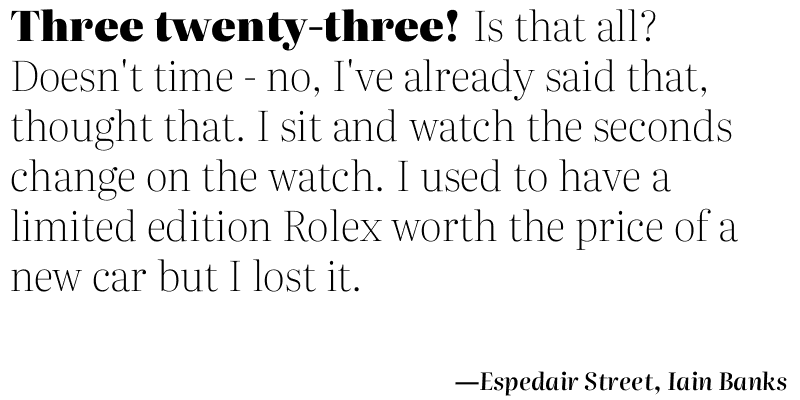 Three twenty-three! Is that all?
Doesn't time - no, I've already said that,
thought that. I sit and watch the seconds
change on the watch. I used to have a
limited edition Rolex worth the price of a
new car but I lost it.
—Espedair Street, Iain Banks